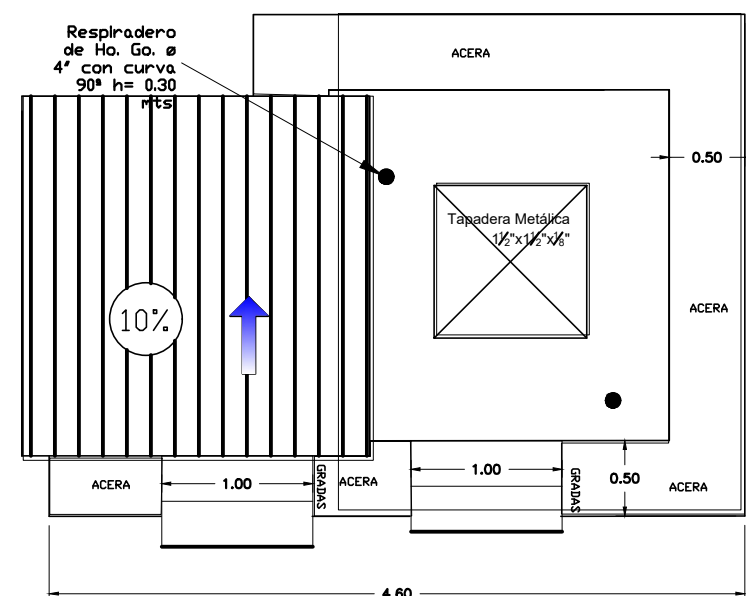 Respiradero
de Ho. Go. ø
4" con curva
90º h= 0.30
mts
ACERA
0.50
Tapadera Metálica
1½"x1½"x⅛"
ACERA
10%
ACERA
1.00
GRADAS
ACERA
1.00
GRADAS
0.50
ACERA
4.60